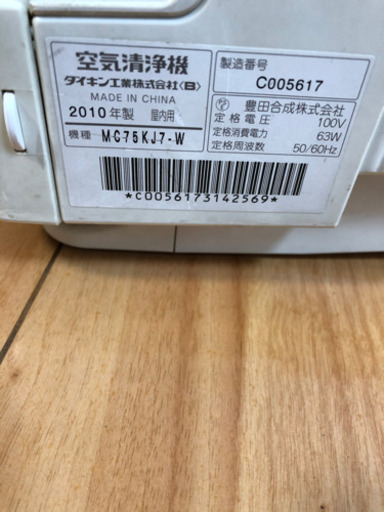 空気清浄機
ダイキン工業株式会社〈B〉
MADE IN CHINA
2010年製 屋内用
機種 MC75KJ7-W
製造番号
C005617
豊田合成株式会社
定格電圧 100V
定格消費電力 63W
定格周波数 50/60Hz
*C0056173142569*